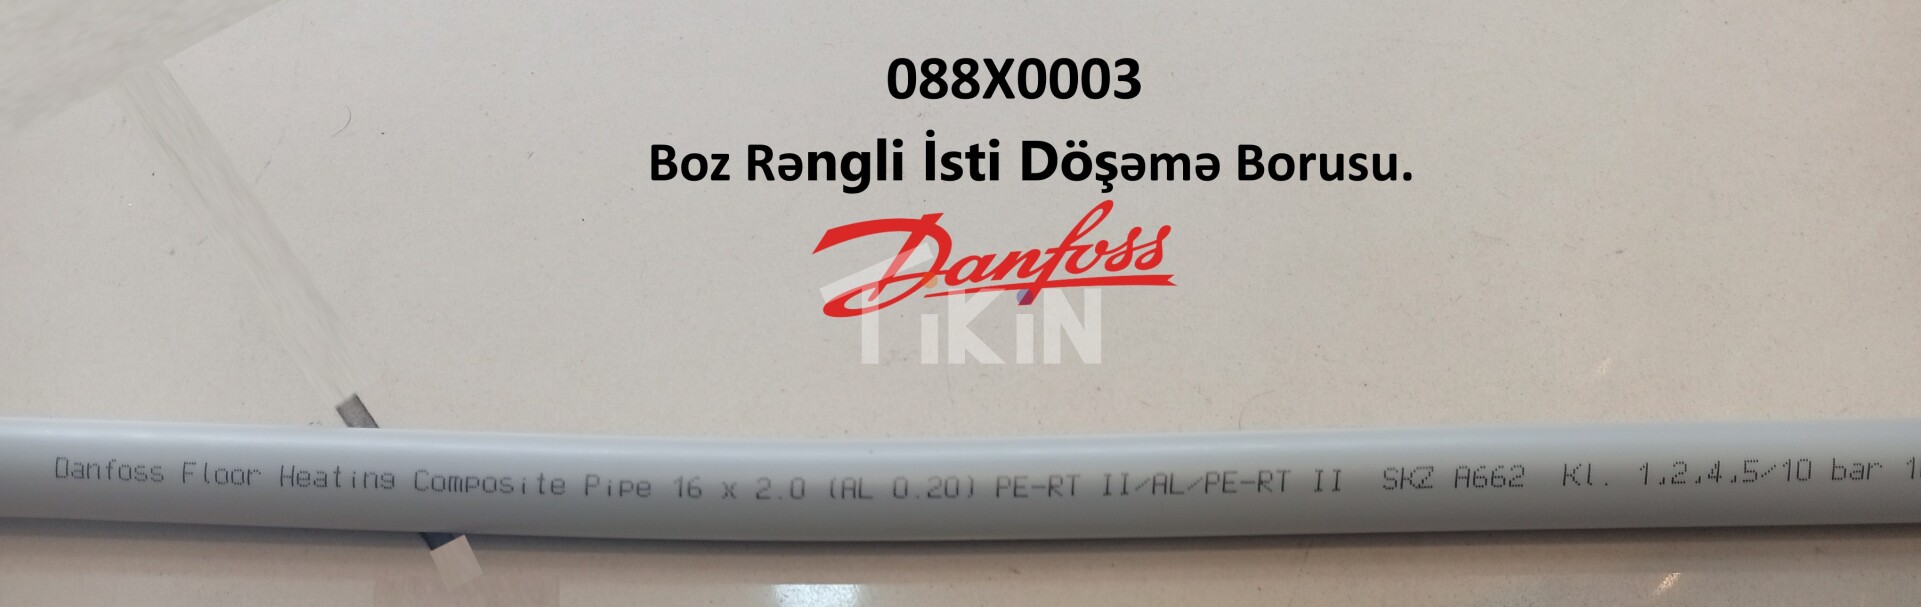 088X0003
Boz Rəngli İsti Döşəmə Borusu.
Danfoss
TiKiN
Danfoss Floor Heating Composite Pipe 16 x 2.0 (AL 0.20) PE-RT II/AL/PE-RT II SKZ A662 Kl. 1,2,4,5/10 bar